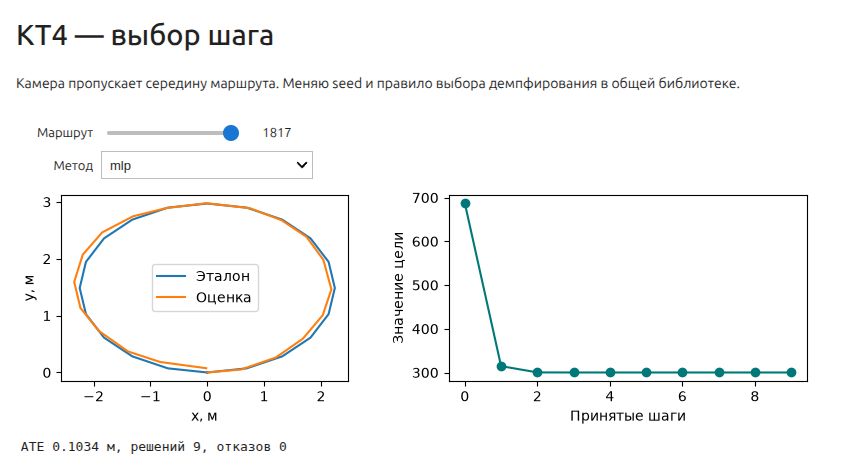 КТ4 — выбор шага
Камера пропускает середину маршрута. Меняю seed и правило выбора демпфирования в общей библиотеке.
Маршрут 1817
Метод mlp
3
2
1
0
y, м
Эталон
Оценка
−2 −1 0 1 2
x, м
700
600
500
400
300
Значение цели
0 2 4 6 8
Принятые шаги
ATE 0.1034 м, решений 9, отказов 0